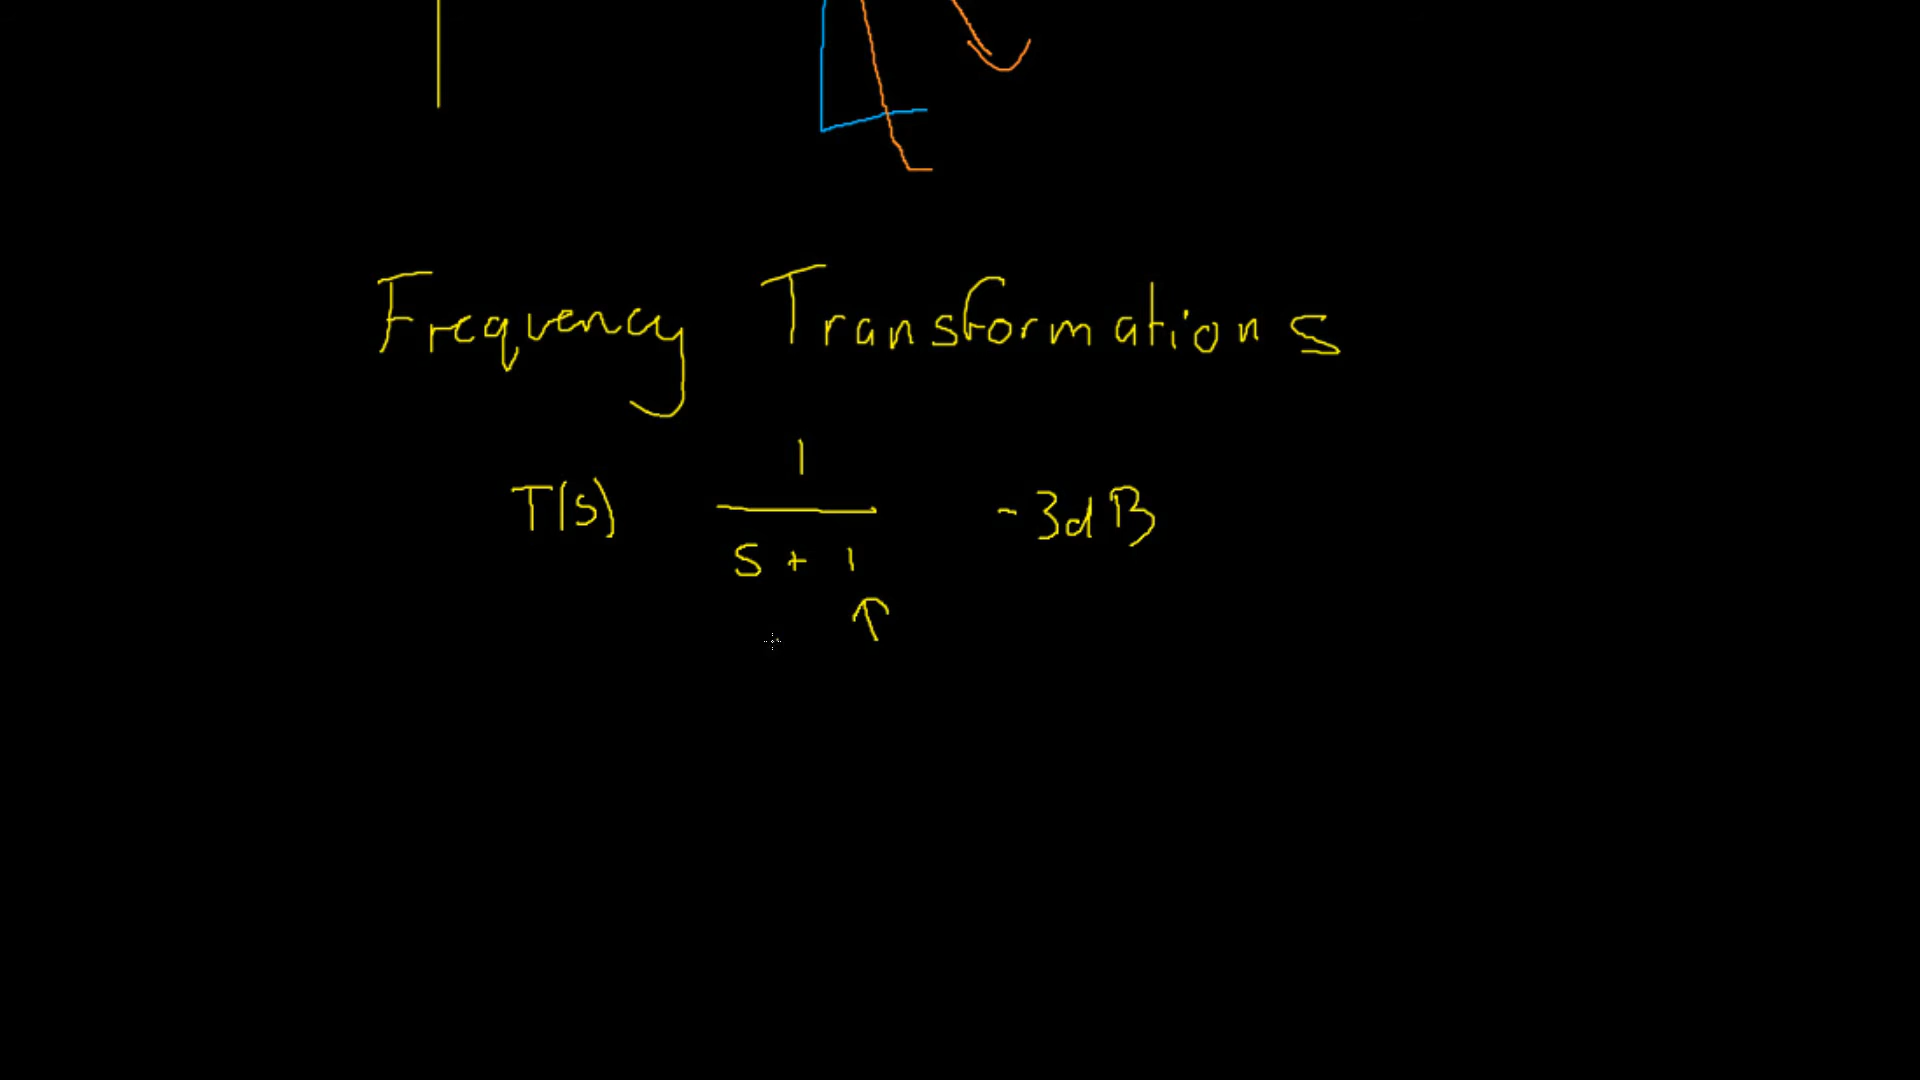 Frequency Transformations
T(s) 1 / s + 1 -3dB
↑